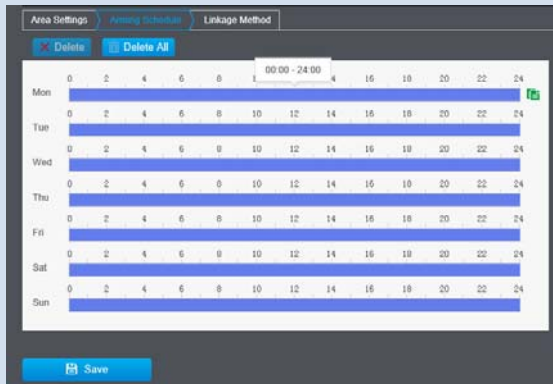 Area Settings Arming Schedule Linkage Method
Delete Delete All
00:00 - 24:00
0 2 4 6 8 14 16 18 20 22 24
Mon
0 2 4 6 8 10 12 14 16 18 20 22 24
Tue
0 2 4 6 8 10 12 14 16 18 20 22 24
Wed
0 2 4 6 8 10 12 14 16 18 20 22 24
Thu
0 2 4 6 8 10 12 14 16 18 20 22 24
Fri
0 2 4 6 8 10 12 14 16 18 20 22 24
Sat
0 2 4 6 8 10 12 14 16 18 20 22 24
Sun
Save